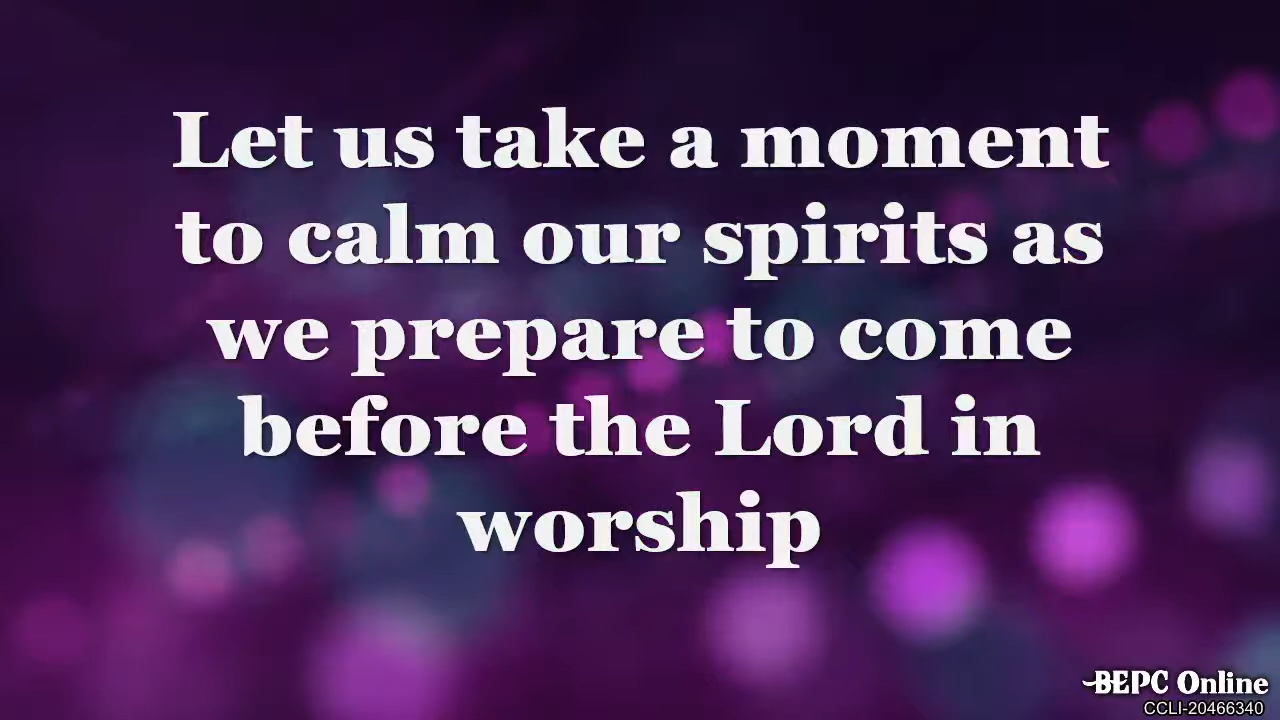 Let us take a moment
to calm our spirits as
we prepare to come
before the Lord in
worship
BEPC Online
CCLI-20466340